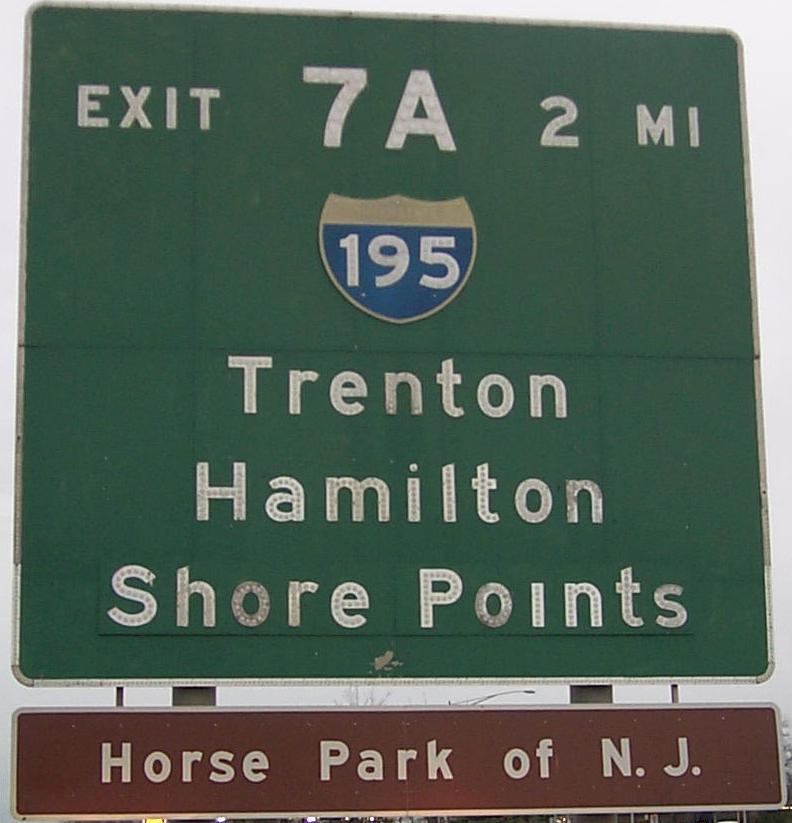 EXIT 7A 2 MI
195
Trenton
Hamilton
Shore Points
Horse Park of N.J.